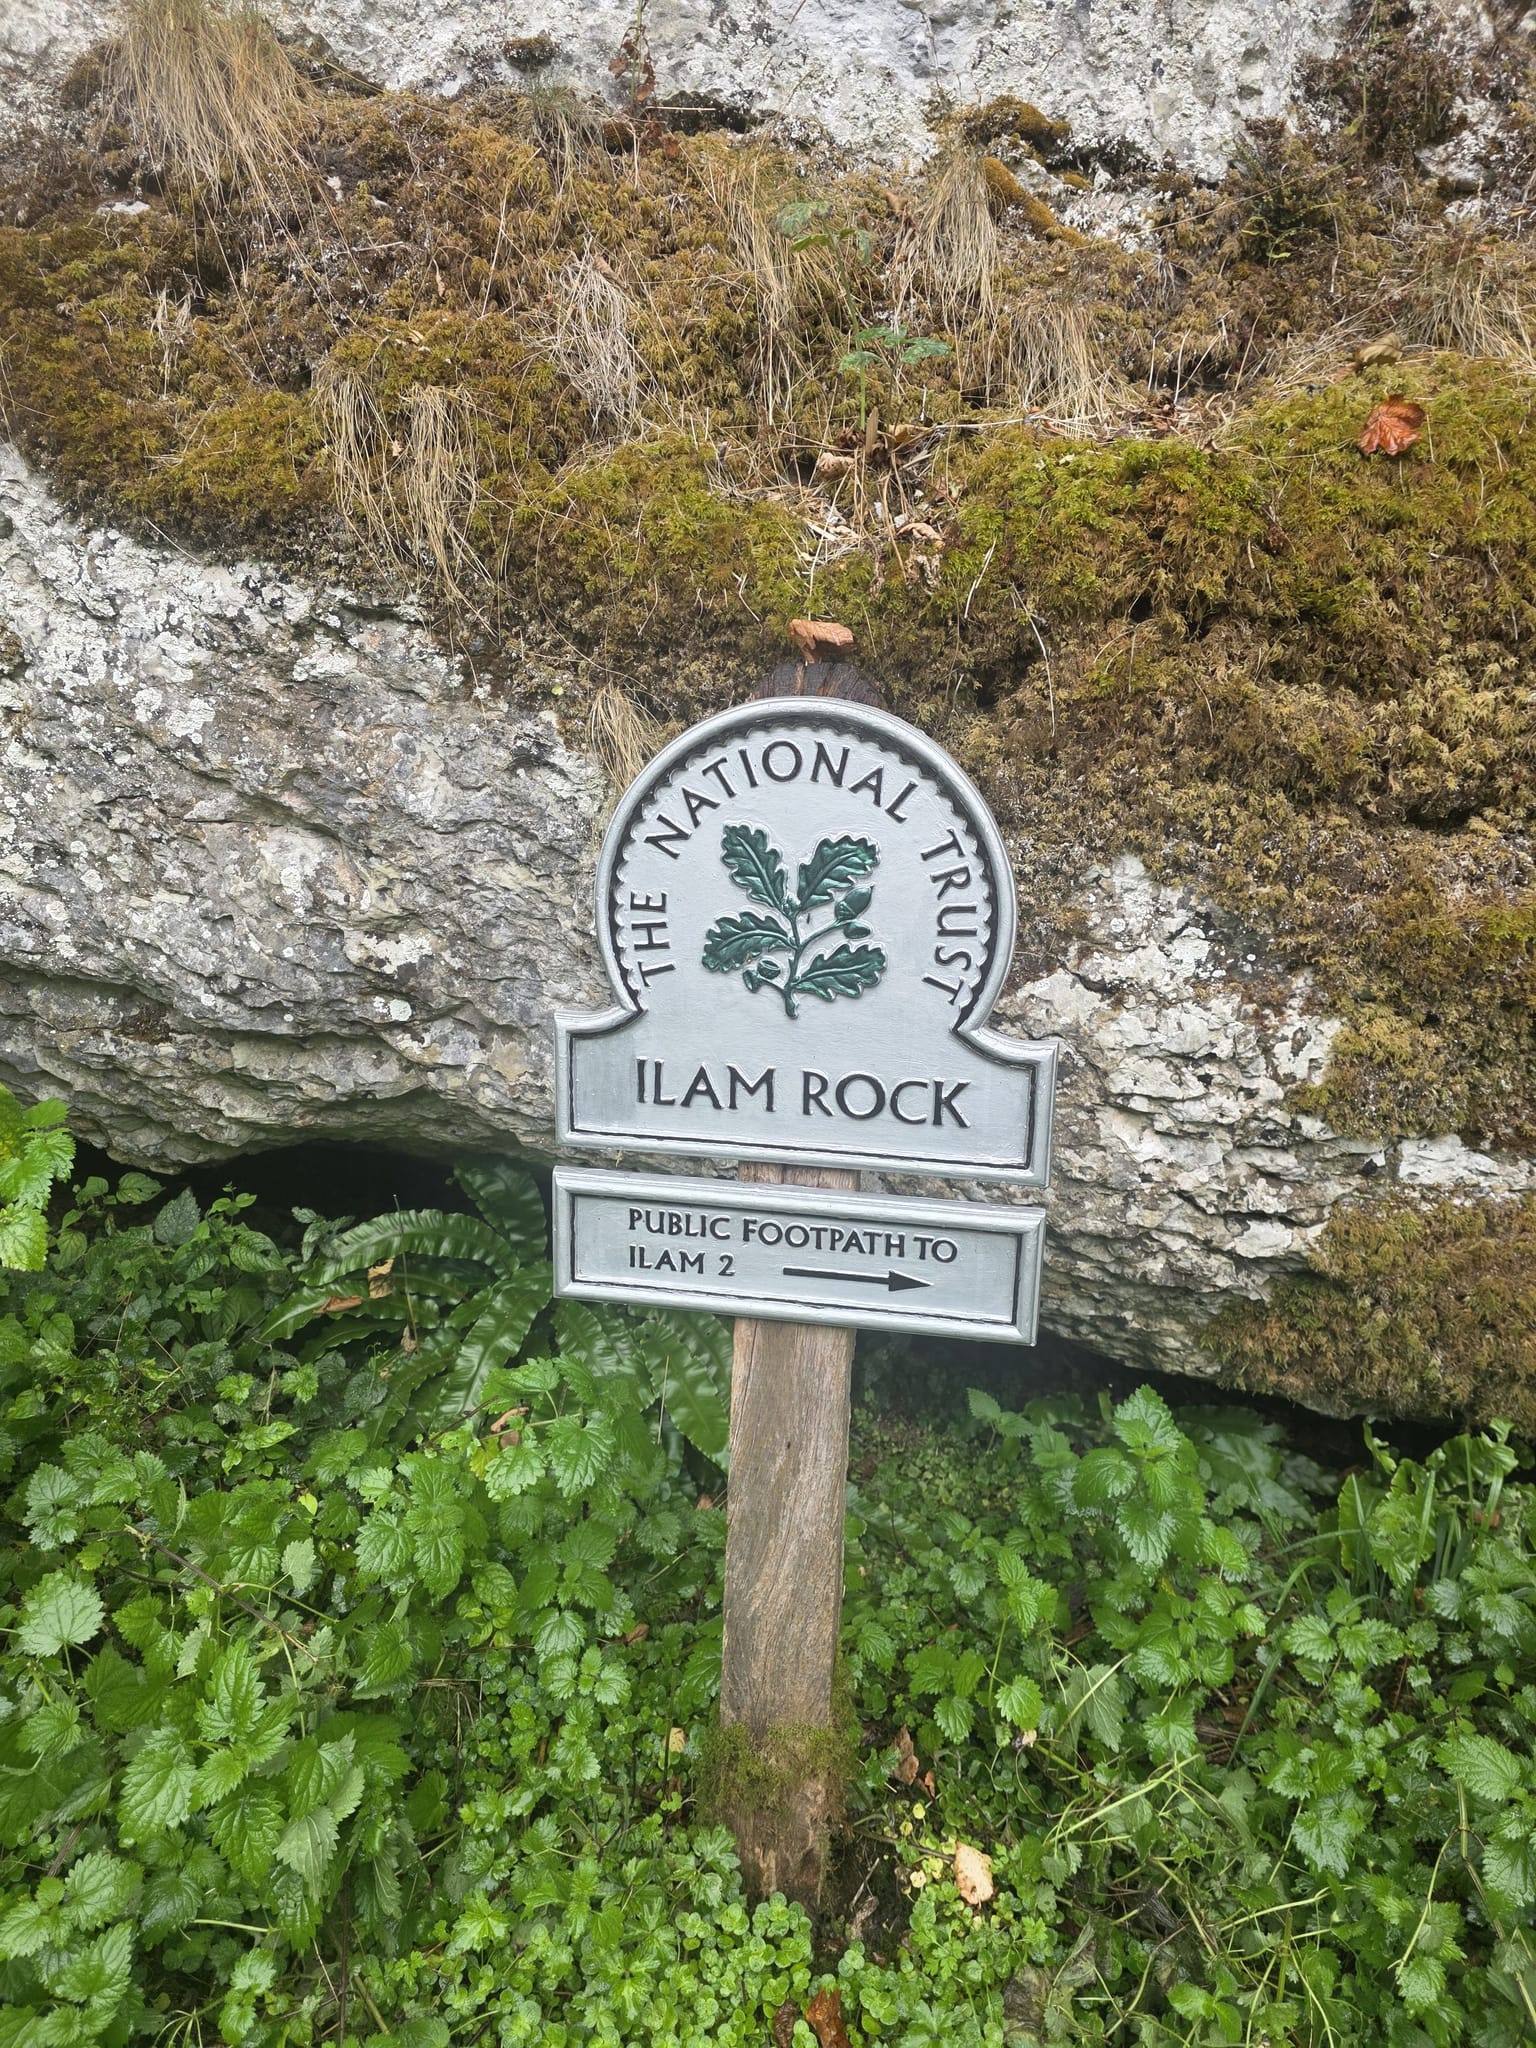 THE NATIONAL TRUST
ILAM ROCK
PUBLIC FOOTPATH TO
ILAM 2